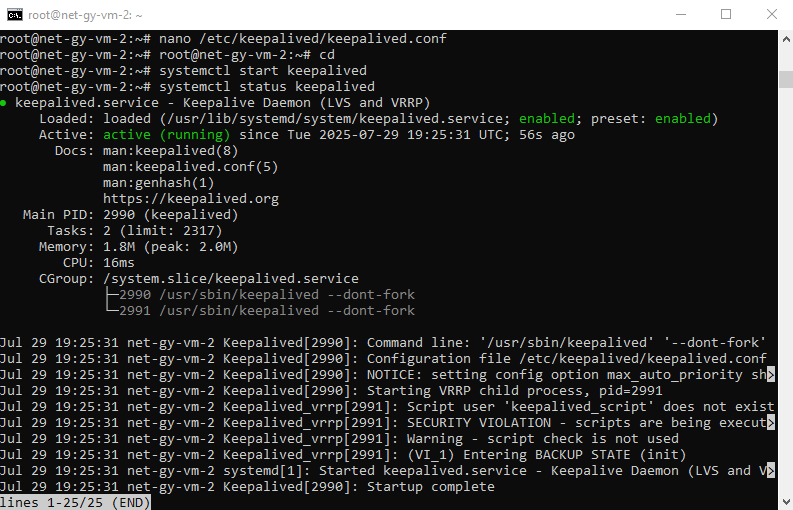 root@net-gy-vm-2: ~
root@net-gy-vm-2:~# nano /etc/keepalived/keepalived.conf
root@net-gy-vm-2:~# root@net-gy-vm-2:~# cd
root@net-gy-vm-2:~# systemctl start keepalived
root@net-gy-vm-2:~# systemctl status keepalived
● keepalived.service - Keepalive Daemon (LVS and VRRP)
     Loaded: loaded (/usr/lib/systemd/system/keepalived.service; enabled; preset: enabled)
     Active: active (running) since Tue 2025-07-29 19:25:31 UTC; 56s ago
       Docs: man:keepalived(8)
             man:keepalived.conf(5)
             man:genhash(1)
             https://keepalived.org
   Main PID: 2990 (keepalived)
      Tasks: 2 (limit: 2317)
     Memory: 1.8M (peak: 2.0M)
        CPU: 16ms
     CGroup: /system.slice/keepalived.service
             ├─2990 /usr/sbin/keepalived --dont-fork
             └─2991 /usr/sbin/keepalived --dont-fork

Jul 29 19:25:31 net-gy-vm-2 Keepalived[2990]: Command line: '/usr/sbin/keepalived' '--dont-fork'
Jul 29 19:25:31 net-gy-vm-2 Keepalived[2990]: Configuration file /etc/keepalived/keepalived.conf
Jul 29 19:25:31 net-gy-vm-2 Keepalived[2990]: NOTICE: setting config option max_auto_priority sh>
Jul 29 19:25:31 net-gy-vm-2 Keepalived[2990]: Starting VRRP child process, pid=2991
Jul 29 19:25:31 net-gy-vm-2 Keepalived_vrrp[2991]: Script user 'keepalived_script' does not exist
Jul 29 19:25:31 net-gy-vm-2 Keepalived_vrrp[2991]: SECURITY VIOLATION - scripts are being execut>
Jul 29 19:25:31 net-gy-vm-2 Keepalived_vrrp[2991]: Warning - script check is not used
Jul 29 19:25:31 net-gy-vm-2 Keepalived_vrrp[2991]: (VI_1) Entering BACKUP STATE (init)
Jul 29 19:25:31 net-gy-vm-2 systemd[1]: Started keepalived.service - Keepalive Daemon (LVS and V>
Jul 29 19:25:31 net-gy-vm-2 Keepalived[2990]: Startup complete
lines 1-25/25 (END)